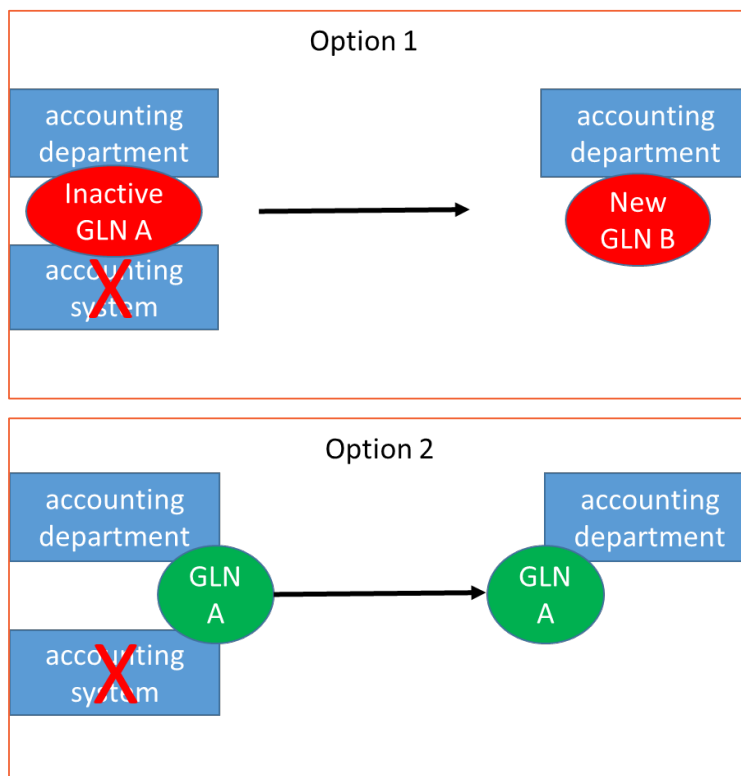 Option 1
accounting
department
Inactive
GLN A
accounting
system
X
accounting
department
New
GLN B
Option 2
accounting
department
GLN
A
accounting
system
X
accounting
department
GLN
A